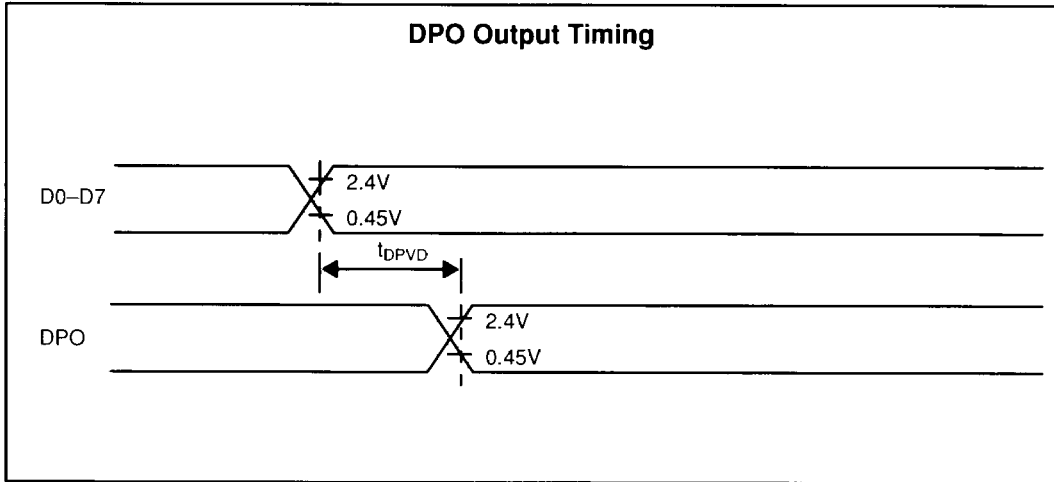 DPO Output Timing
D0–D7
2.4V
0.45V
tDPVD
DPO
2.4V
0.45V